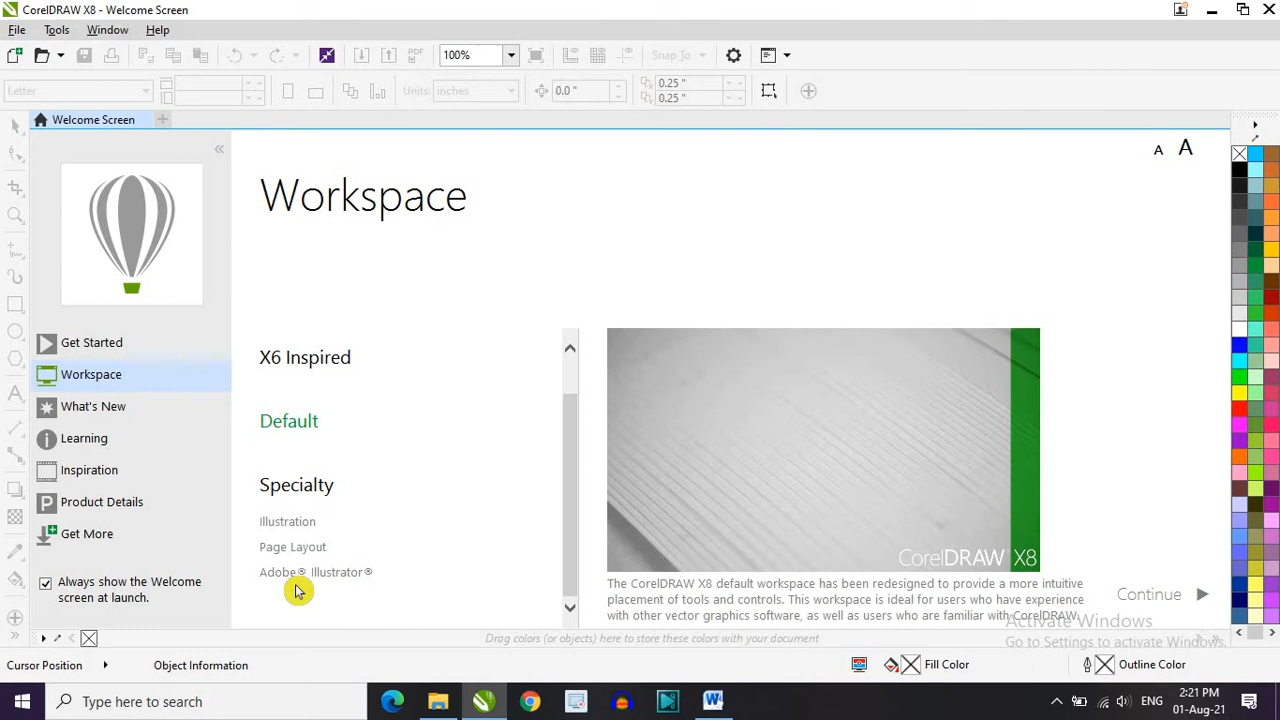 CorelDRAW X8 - Welcome Screen
File Tools Window Help
PDF 100% Snap To
Letter Units: inches 0.0 " 0.25 "
0.25 "
Welcome Screen
A A
Workspace
Get Started
Workspace
What's New
Learning
Inspiration
Product Details
Get More
Always show the Welcome
screen at launch.
X6 Inspired
Default
Specialty
Illustration
Page Layout
Adobe® Illustrator®
CorelDRAW X8
The CorelDRAW X8 default workspace has been redesigned to provide a more intuitive
placement of tools and controls. This workspace is ideal for users who have experience
with other vector graphics software, as well as users who are familiar with CorelDRAW.
Continue
Activate Windows
Go to Settings to activate Windows.
Drag colors (or objects) here to store these colors with your document
Cursor Position Object Information Fill Color Outline Color
Type here to search
ENG
2:21 PM
01-Aug-21